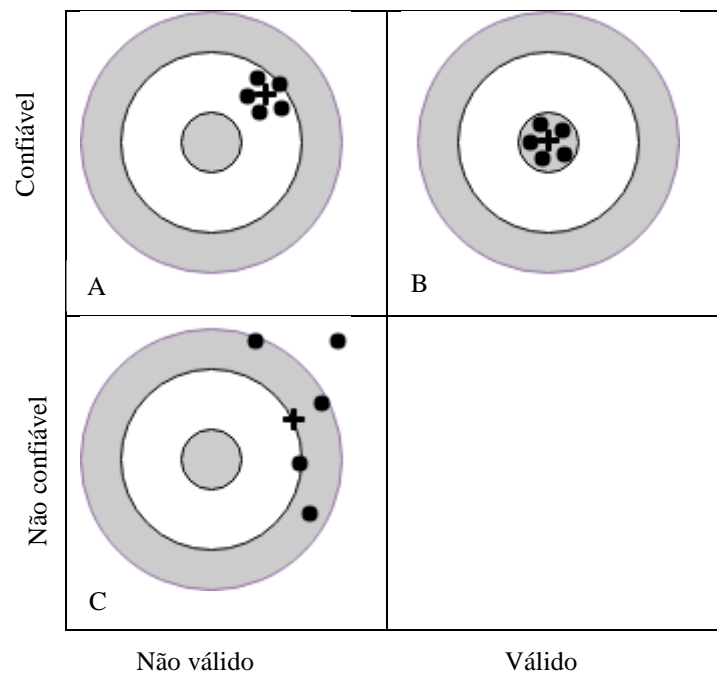 Confiável
A
B
Não confiável
C
Não válido
Válido